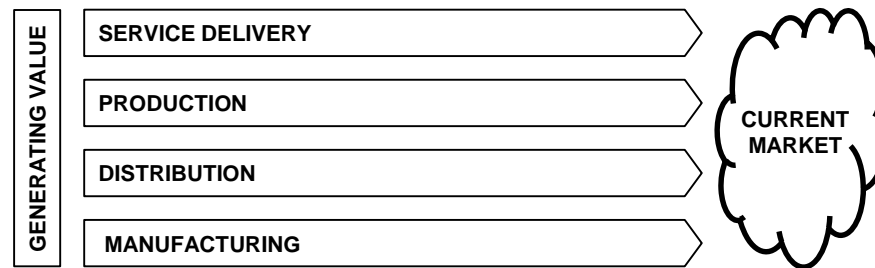 GENERATING VALUE
SERVICE DELIVERY
PRODUCTION
DISTRIBUTION
MANUFACTURING
CURRENT
MARKET